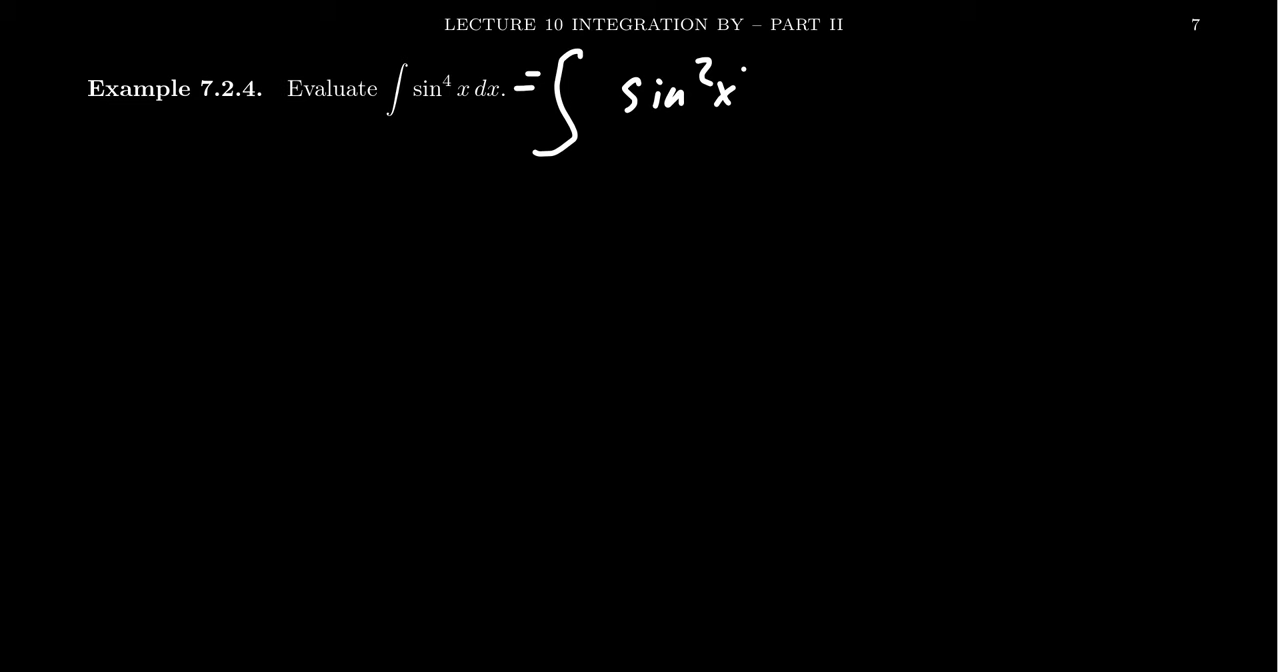 LECTURE 10 INTEGRATION BY – PART II 7
Example 7.2.4. Evaluate ∫ sin⁴ x dx. = ∫ sin²x